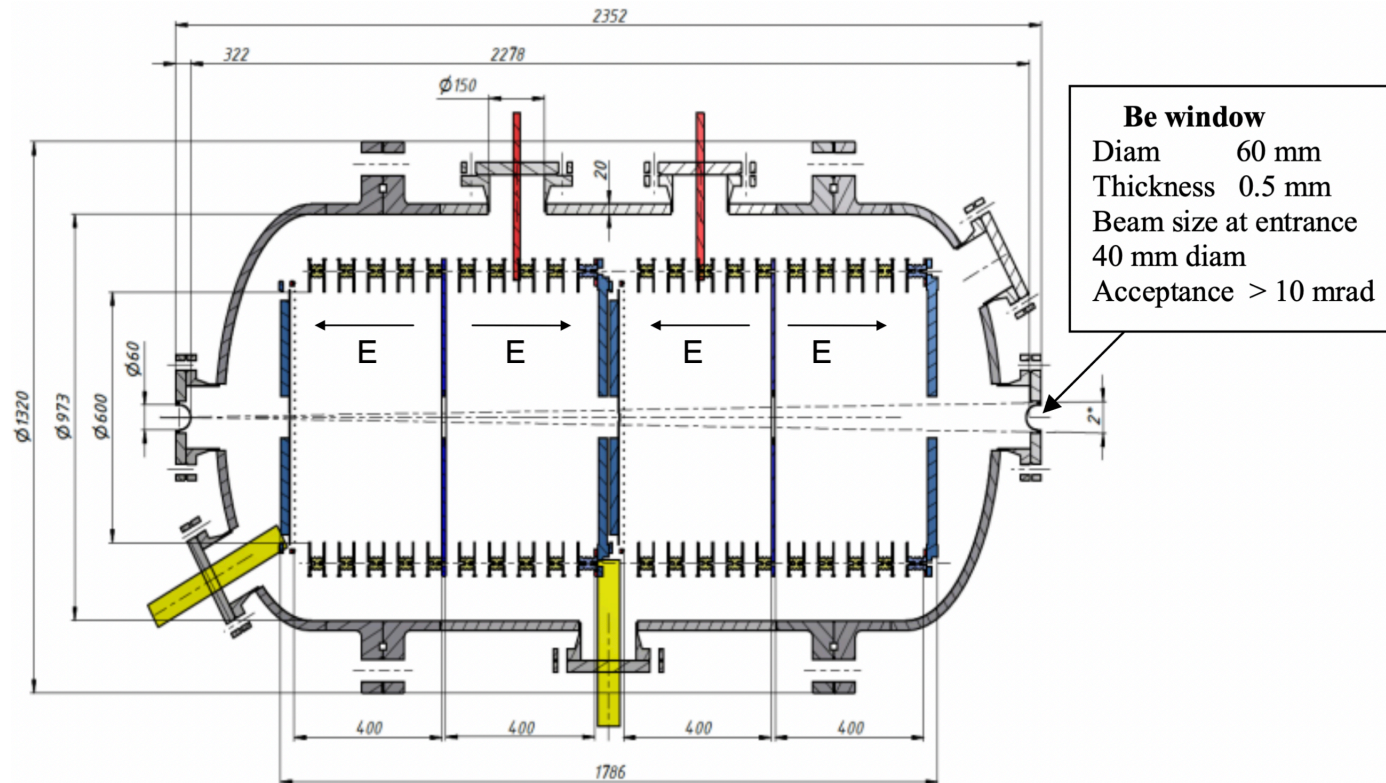 2352
322
2278
Ø150
Be window
Diam 60 mm
Thickness 0.5 mm
Beam size at entrance
40 mm diam
Acceptance > 10 mrad
20
E
E
E
E
Ø60
Ø600
Ø973
Ø1320
2°
400
400
400
400
1786